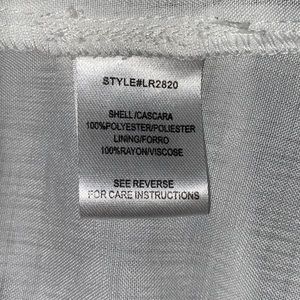 STYLE#LR2820
SHELL/CASCARA
100%POLYESTER/POLIESTER
LINING/FORRO
100%RAYON/VISCOSE
SEE REVERSE
FOR CARE INSTRUCTIONS